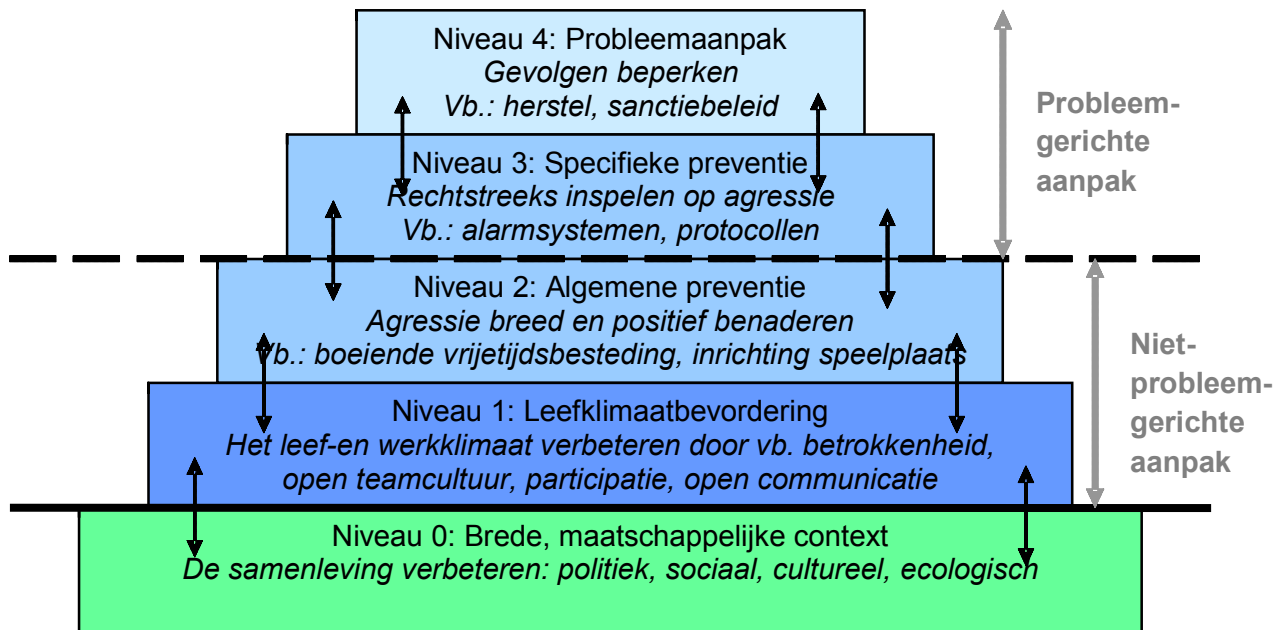 Niveau 4: Probleemaanpak
Gevolgen beperken
Vb.: herstel, sanctiebeleid
Niveau 3: Specifieke preventie
Rechtstreeks inspelen op agressie
Vb.: alarmsystemen, protocollen
Niveau 2: Algemene preventie
Agressie breed en positief benaderen
Vb.: boeiende vrijetijdsbesteding, inrichting speelplaats
Niveau 1: Leefklimaatbevordering
Het leef-en werkklimaat verbeteren door vb. betrokkenheid,
open teamcultuur, participatie, open communicatie
Niveau 0: Brede, maatschappelijke context
De samenleving verbeteren: politiek, sociaal, cultureel, ecologisch
Probleem-
gerichte
aanpak
Niet-
probleem-
gerichte
aanpak